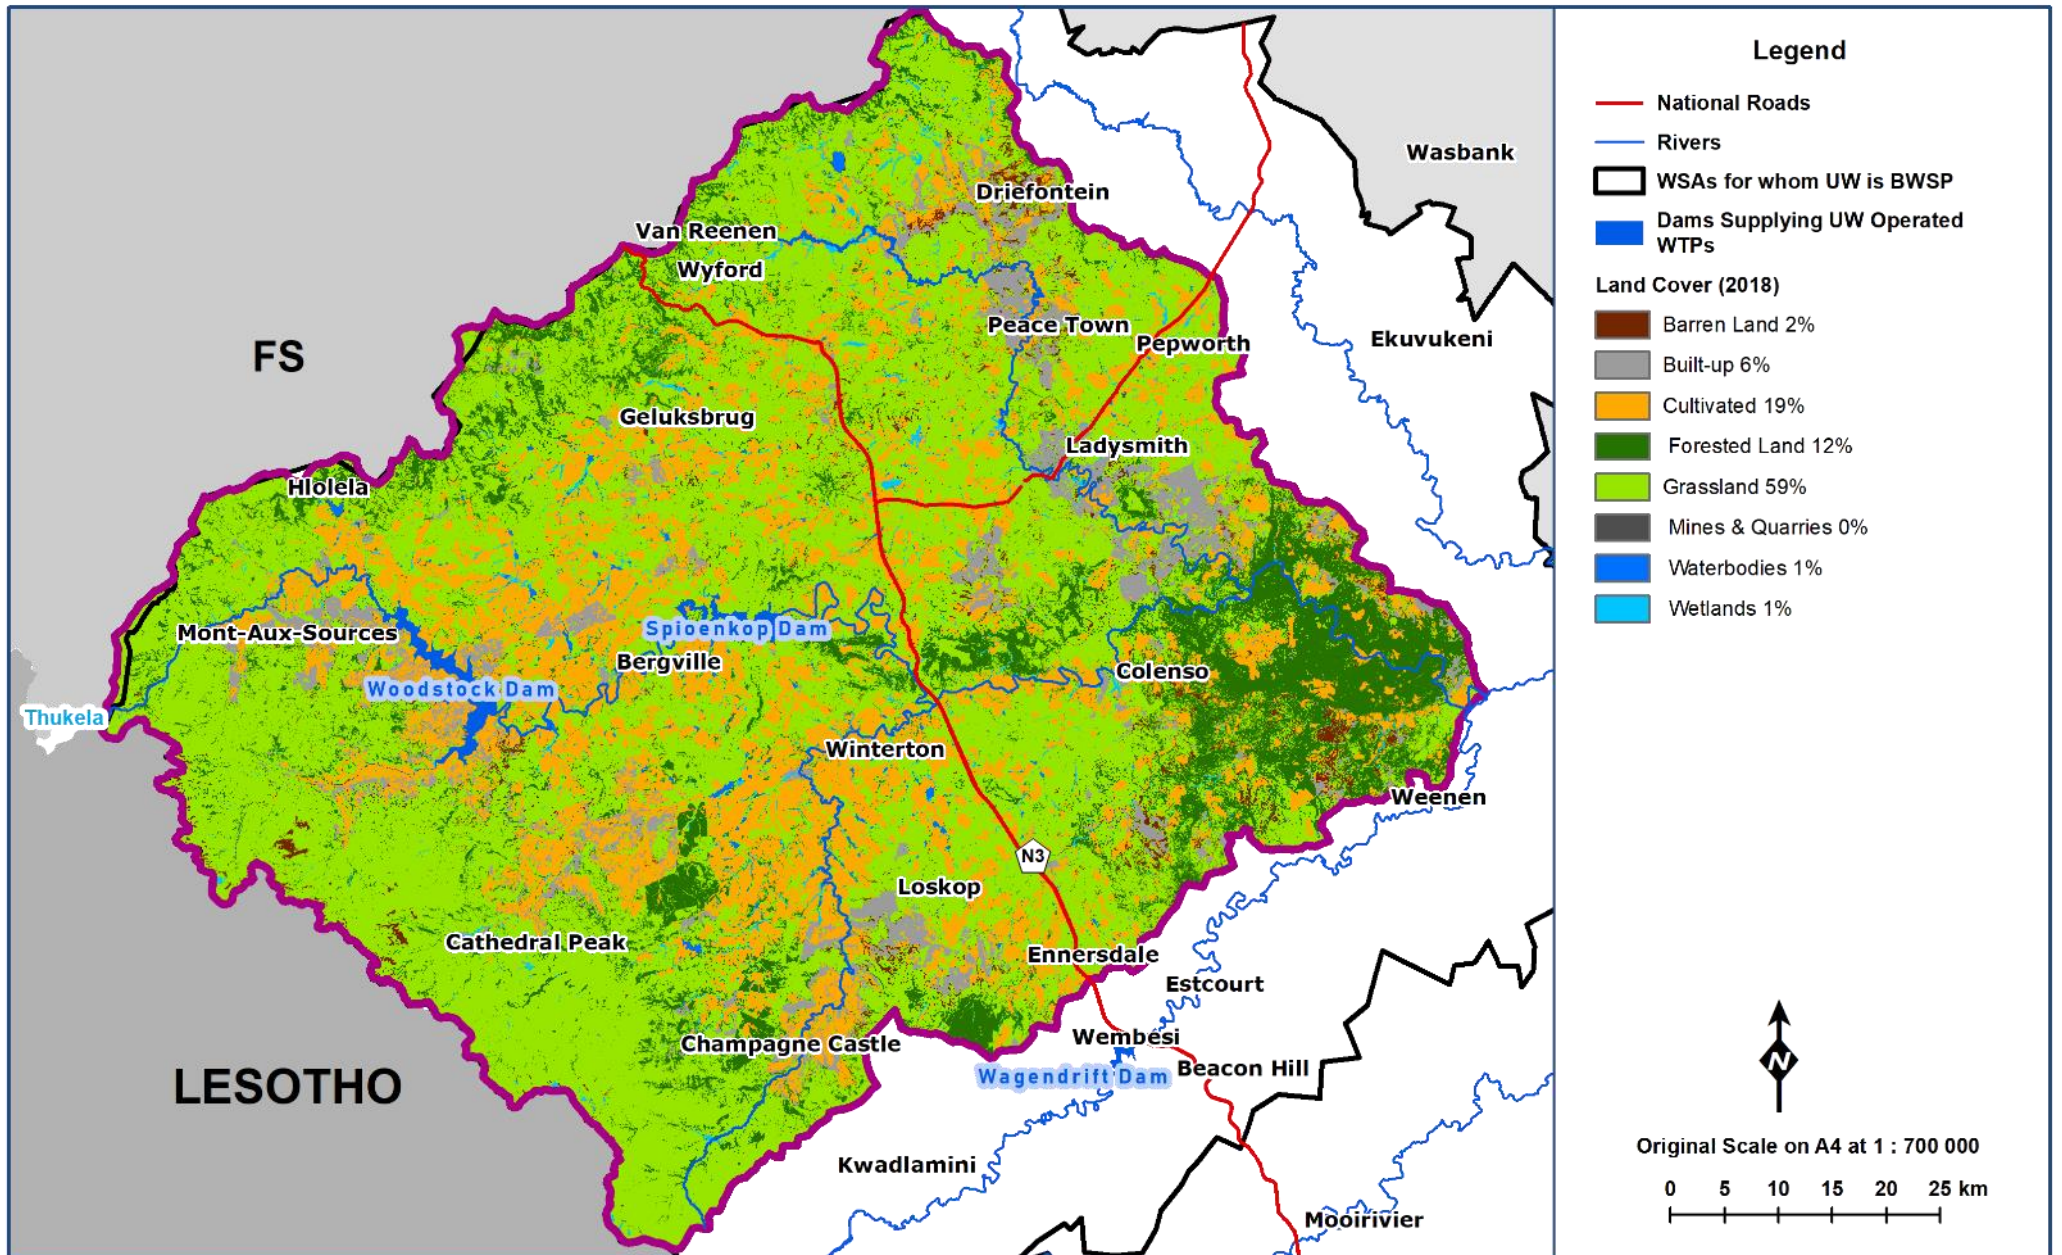 Wasbank
Driefontein
Van Reenen
Wyford
Peace Town
Pepworth
Ekuvukeni
FS
Geluksbrug
Ladysmith
Hlolela
Mont-Aux-Sources
Spioenkop Dam
Bergville
Colenso
Woodstock Dam
Thukela
Winterton
Weenen
N3
Loskop
Cathedral Peak
Ennersdale
Estcourt
Champagne Castle
Wembesi
Beacon Hill
Wagendrift Dam
LESOTHO
Kwadlamini
Mooirivier
Legend
National Roads
Rivers
WSAs for whom UW is BWSP
Dams Supplying UW Operated
WTPs
Land Cover (2018)
Barren Land 2%
Built-up 6%
Cultivated 19%
Forested Land 12%
Grassland 59%
Mines & Quarries 0%
Waterbodies 1%
Wetlands 1%
N
Original Scale on A4 at 1 : 700 000
0 5 10 15 20 25 km